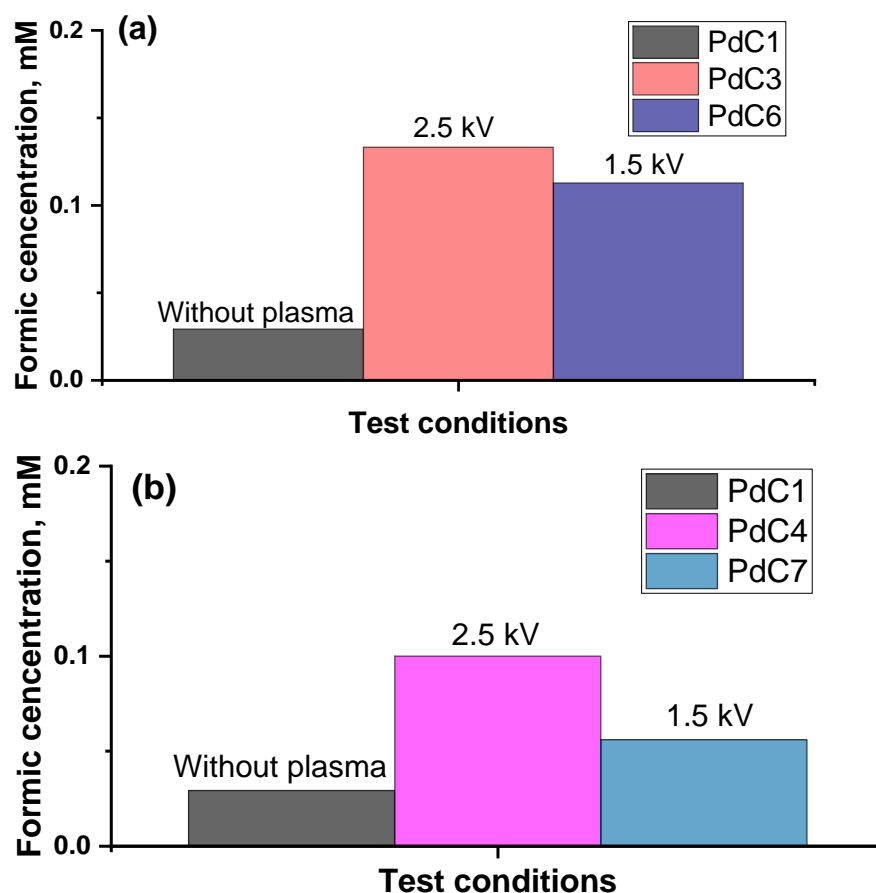 (a)
PdC1
PdC3
PdC6
0.2
0.1
0.0
Formic cencentration, mM
Without plasma
2.5 kV
1.5 kV
Test conditions
(b)
PdC1
PdC4
PdC7
0.2
0.1
0.0
Formic cencentration, mM
Without plasma
2.5 kV
1.5 kV
Test conditions